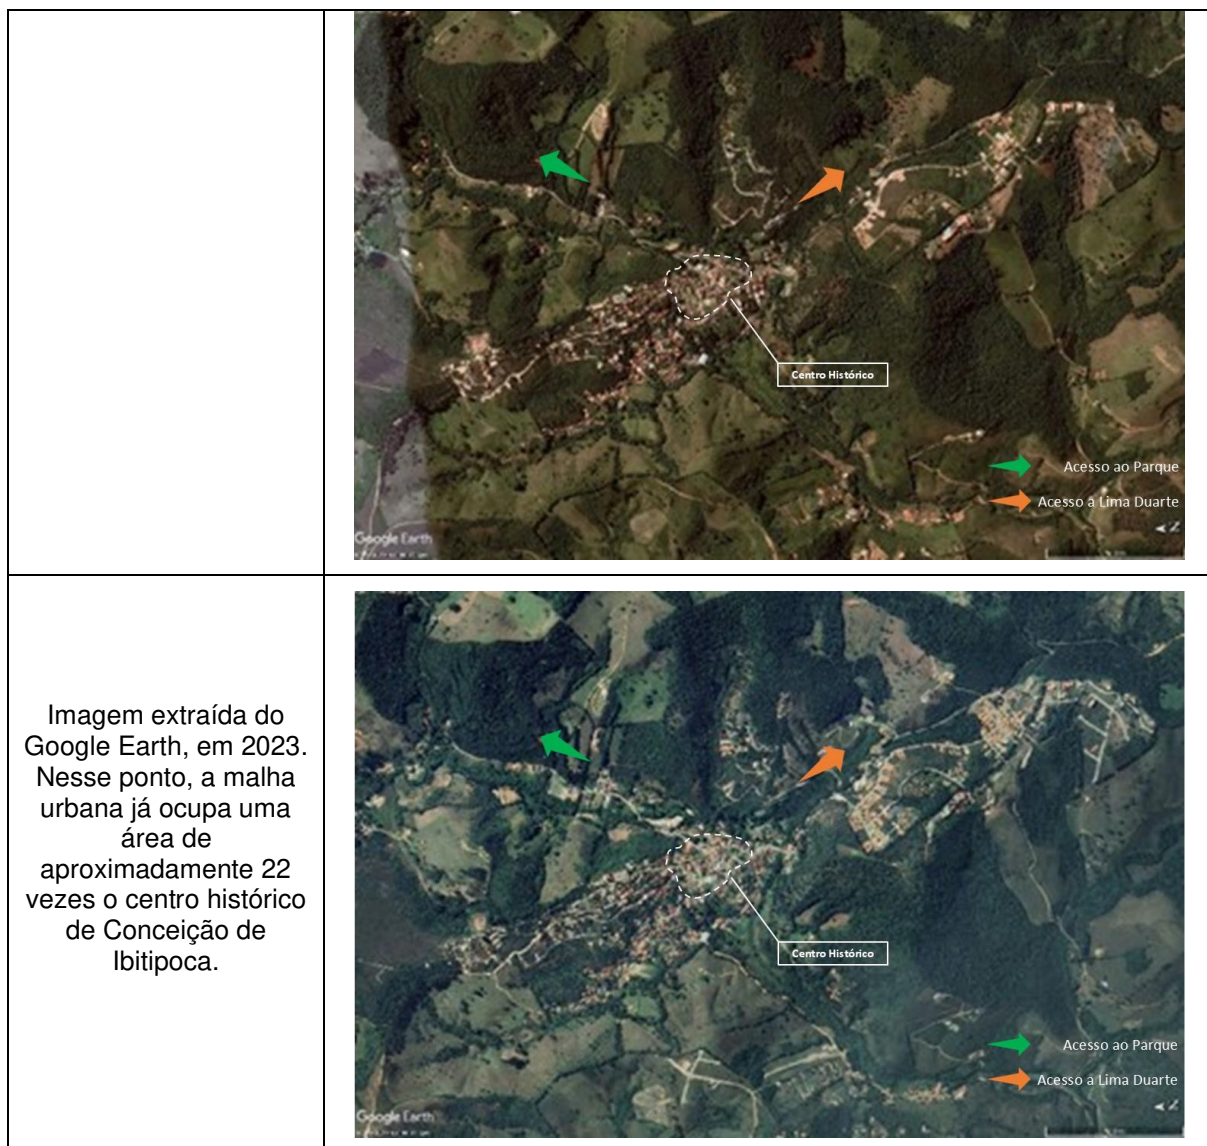 Centro Histórico
Acesso ao Parque
Acesso à Lima Duarte
Google Earth
Imagem extraída do
Google Earth, em 2023.
Nesse ponto, a malha
urbana já ocupa uma
área de
aproximadamente 22
vezes o centro histórico
de Conceição de
Ibitipoca.
Centro Histórico
Acesso ao Parque
Acesso à Lima Duarte
Google Earth